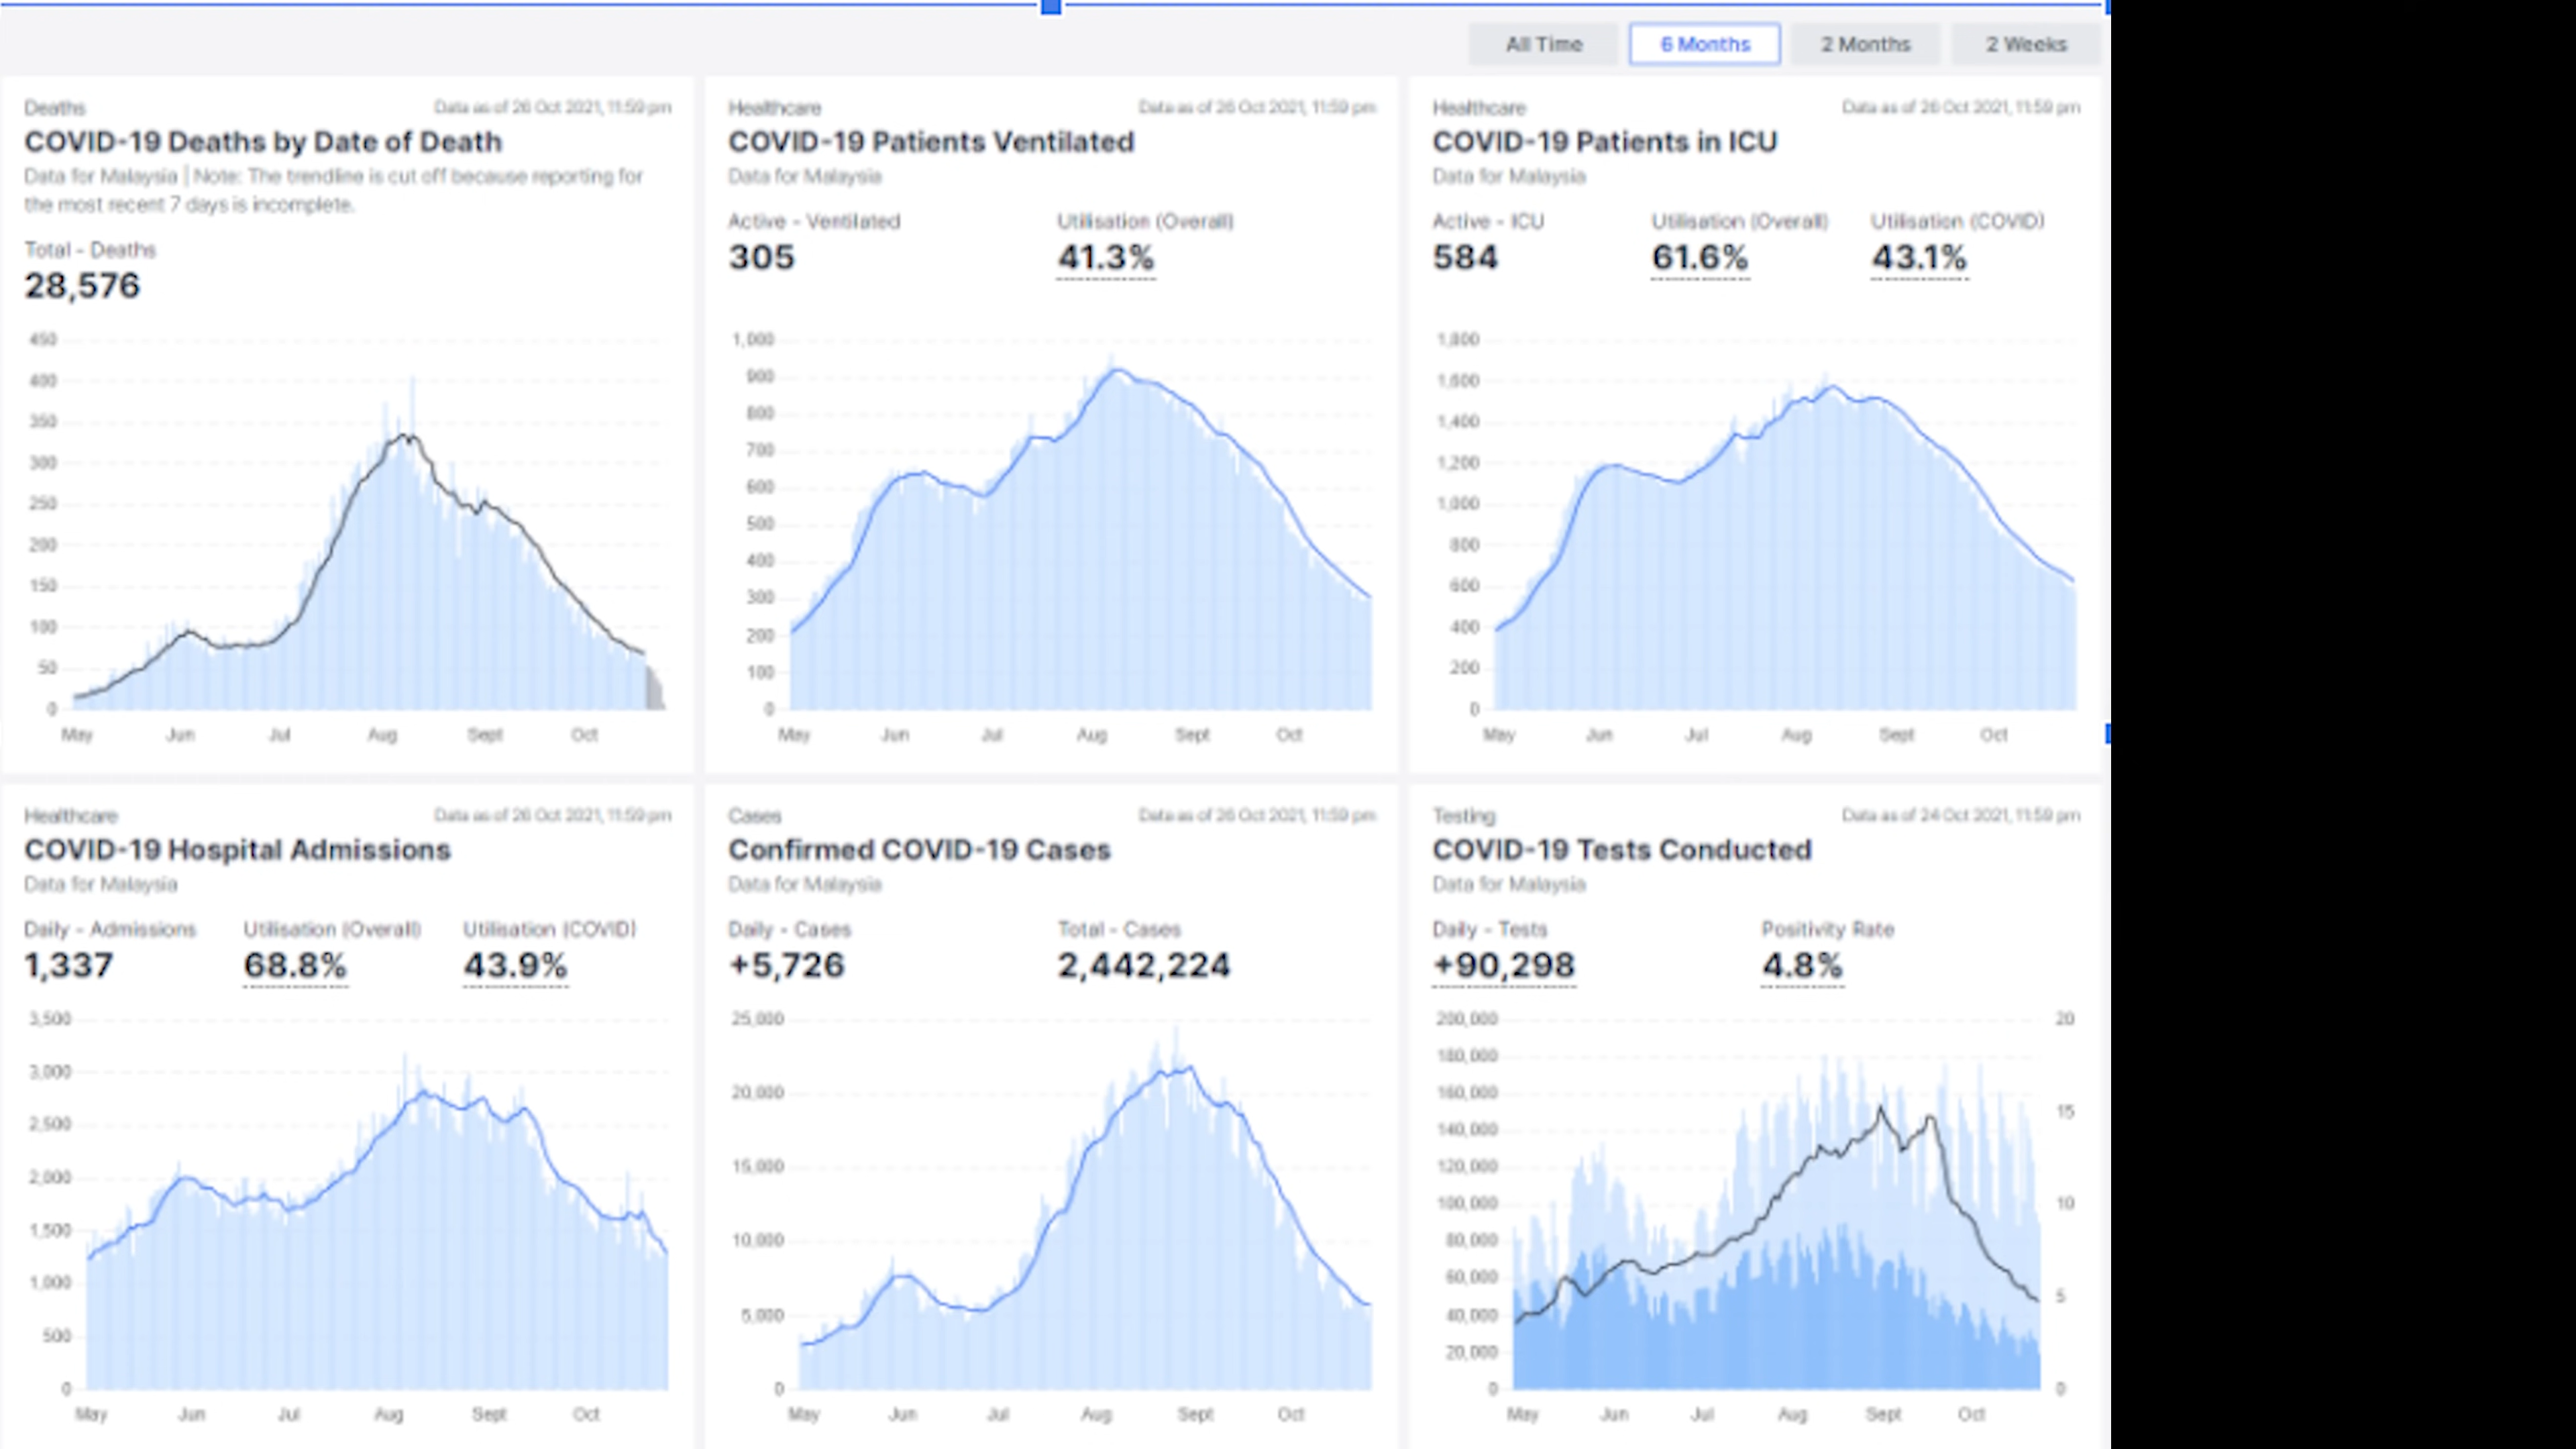 All Time
6 Months
2 Months
2 Weeks
Deaths
Data as of 26 Oct 2021, 11:59 pm
COVID-19 Deaths by Date of Death
Data for Malaysia | Note: The trendline is cut off because reporting for
the most recent 7 days is incomplete.
Total - Deaths
28,576
450
400
350
300
250
200
150
100
50
0
May Jun Jul Aug Sept Oct
Healthcare
Data as of 26 Oct 2021, 11:59 pm
COVID-19 Patients Ventilated
Data for Malaysia
Active - Ventilated
305
Utilisation (Overall)
41.3%
1,000
900
800
700
600
500
400
300
200
100
0
May Jun Jul Aug Sept Oct
Healthcare
Data as of 26 Oct 2021, 11:59 pm
COVID-19 Patients in ICU
Data for Malaysia
Active - ICU
584
Utilisation (Overall)
61.6%
Utilisation (COVID)
43.1%
1,800
1,600
1,400
1,200
1,000
800
600
400
200
0
May Jun Jul Aug Sept Oct
Healthcare
Data as of 26 Oct 2021, 11:59 pm
COVID-19 Hospital Admissions
Data for Malaysia
Daily - Admissions
1,337
Utilisation (Overall)
68.8%
Utilisation (COVID)
43.9%
3,500
3,000
2,500
2,000
1,500
1,000
500
0
May Jun Jul Aug Sept Oct
Cases
Data as of 26 Oct 2021, 11:59 pm
Confirmed COVID-19 Cases
Data for Malaysia
Daily - Cases
+5,726
Total - Cases
2,442,224
25,000
20,000
15,000
10,000
5,000
0
May Jun Jul Aug Sept Oct
Testing
Data as of 24 Oct 2021, 11:59 pm
COVID-19 Tests Conducted
Data for Malaysia
Daily - Tests
+90,298
Positivity Rate
4.8%
200,000
180,000
160,000
140,000
120,000
100,000
80,000
60,000
40,000
20,000
0
20
15
10
5
0
May Jun Jul Aug Sept Oct